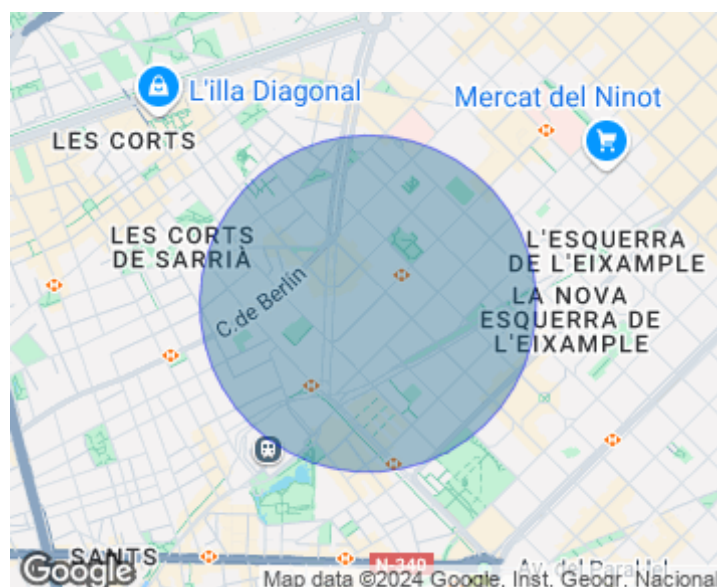 L'illa Diagonal
Mercat del Ninot
LES CORTS
LES CORTS
DE SARRIÀ
L'ESQUERRA
DE L'EIXAMPLE
C. de Berlín
LA NOVA
ESQUERRA DE
L'EIXAMPLE
SANTS
N-340
Av. del Paral·lel
Google
Map data ©2024 Google, Inst. Geogr. Nacional